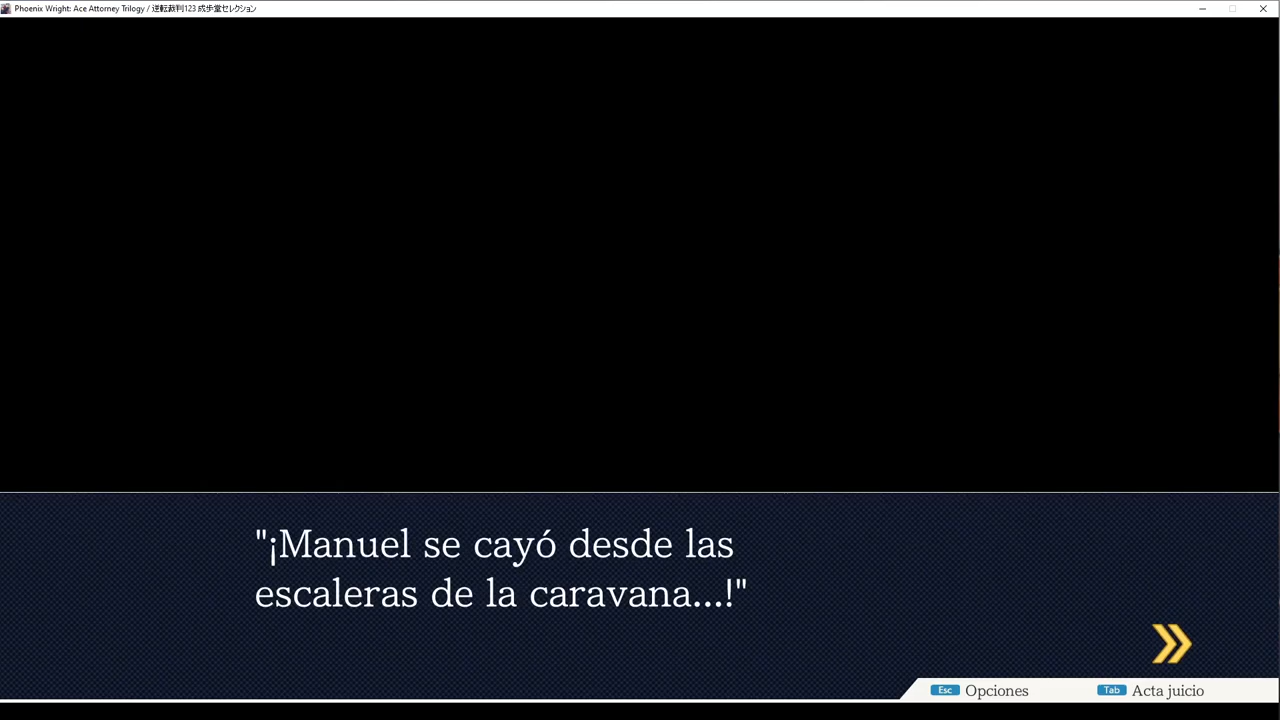 Phoenix Wright: Ace Attorney Trilogy / 逆転裁判123 成歩堂セレクション
"¡Manuel se cayó desde las
escaleras de la caravana...!"
Esc Opciones Tab Acta juicio